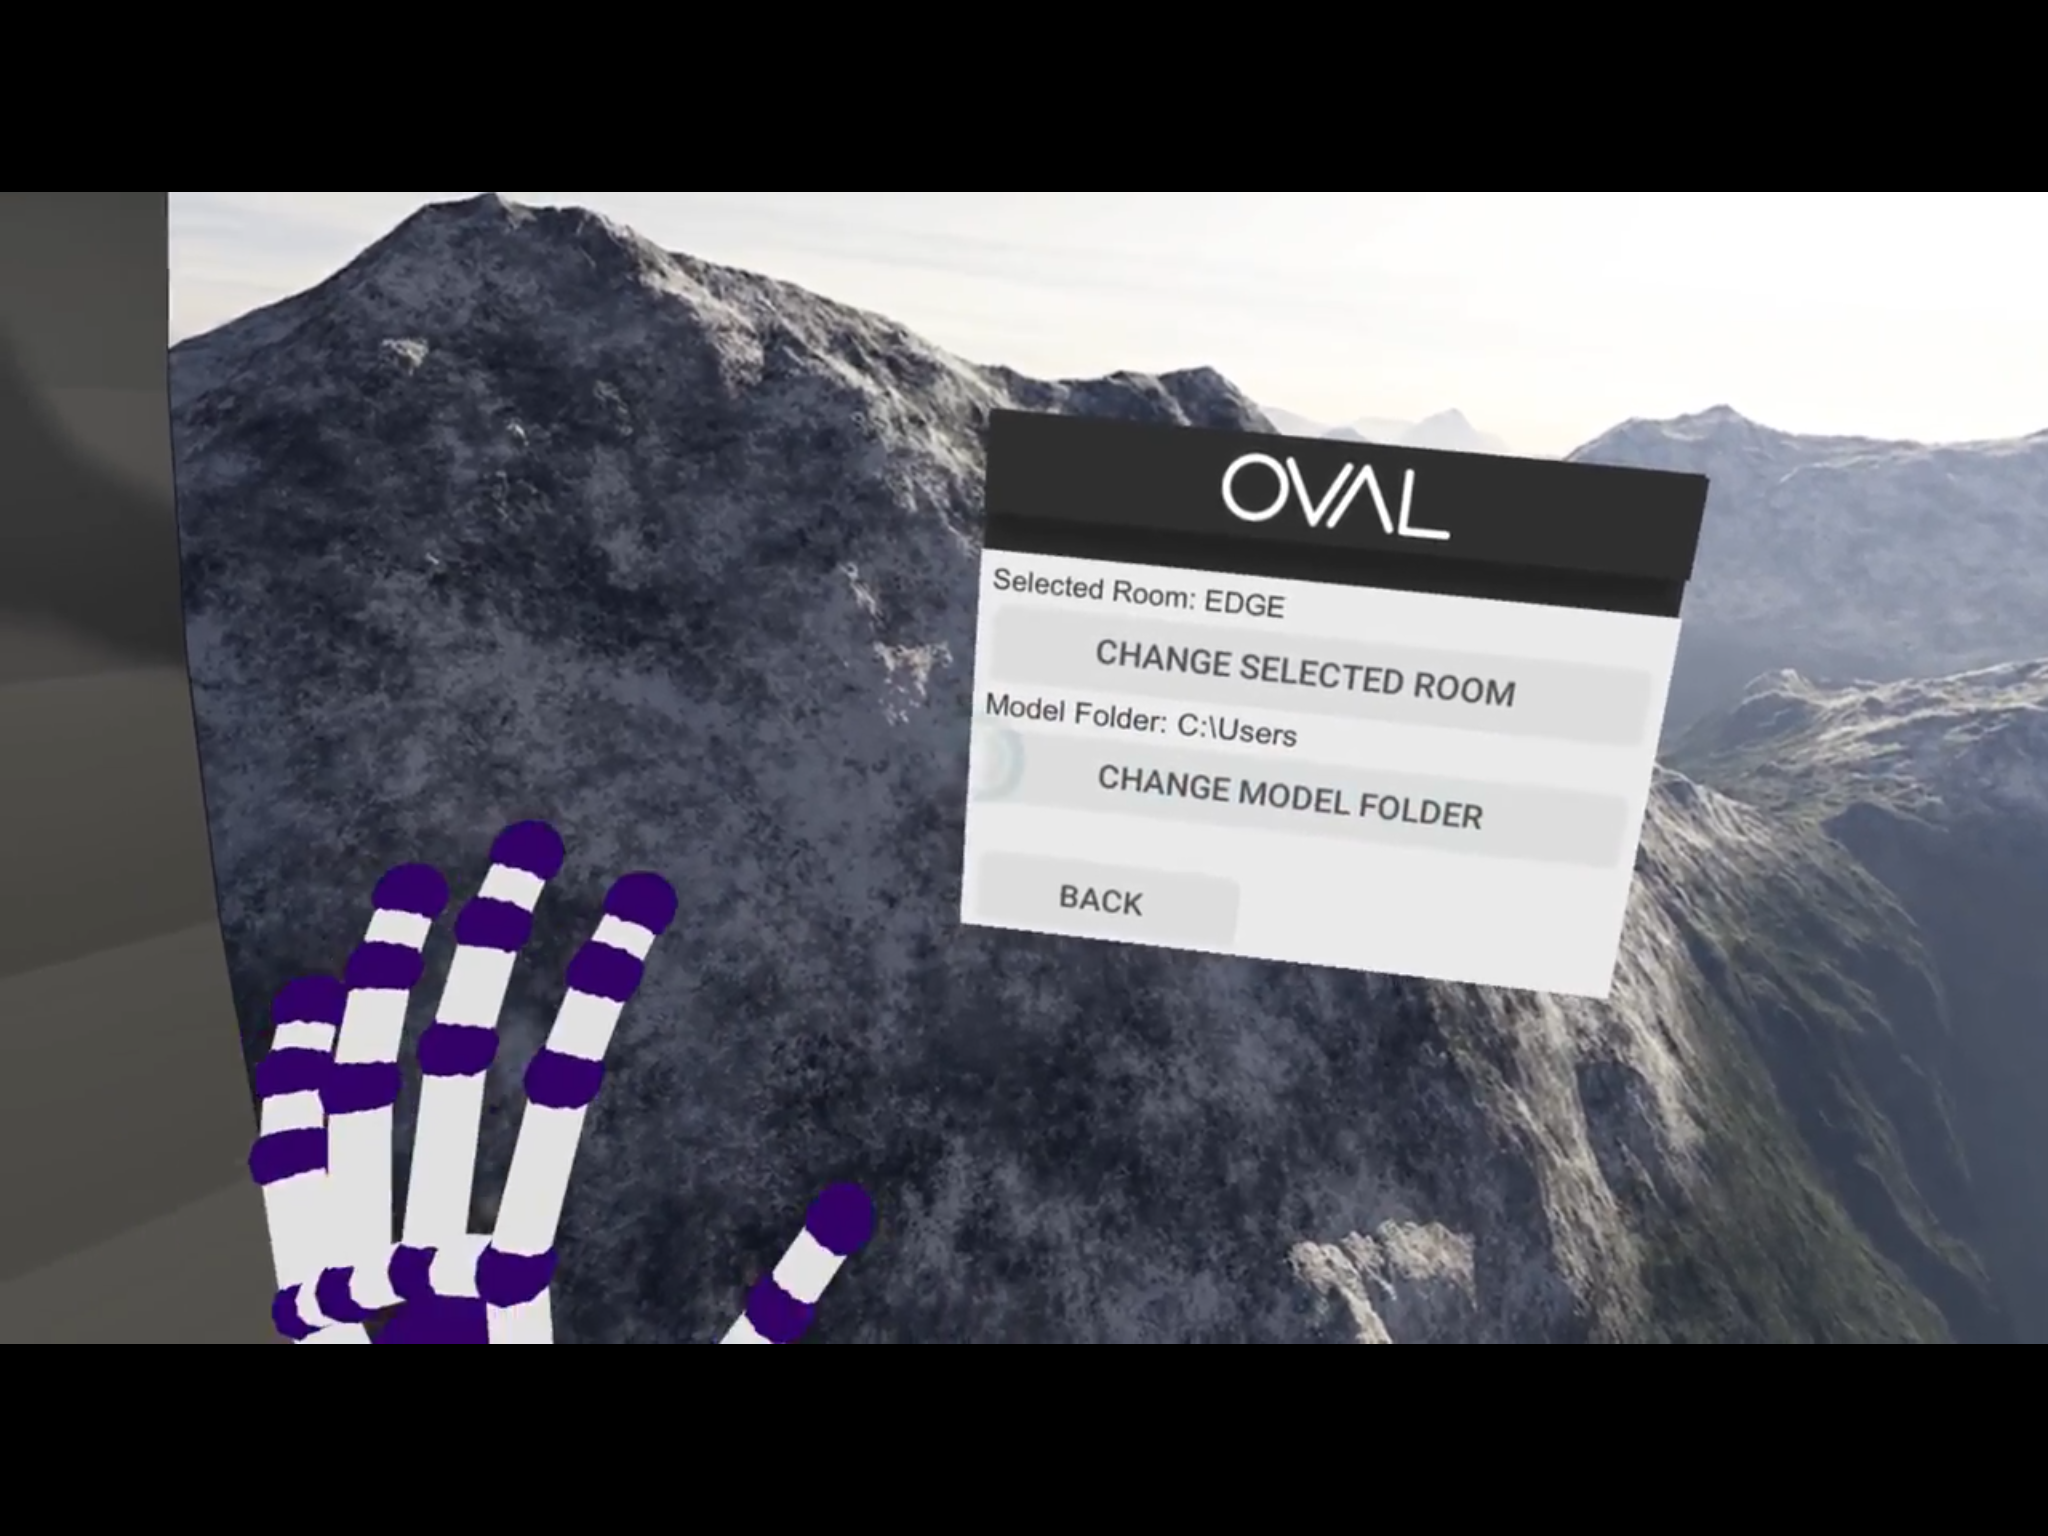 OVAL
Selected Room: EDGE
CHANGE SELECTED ROOM
Model Folder: C:\Users
CHANGE MODEL FOLDER
BACK